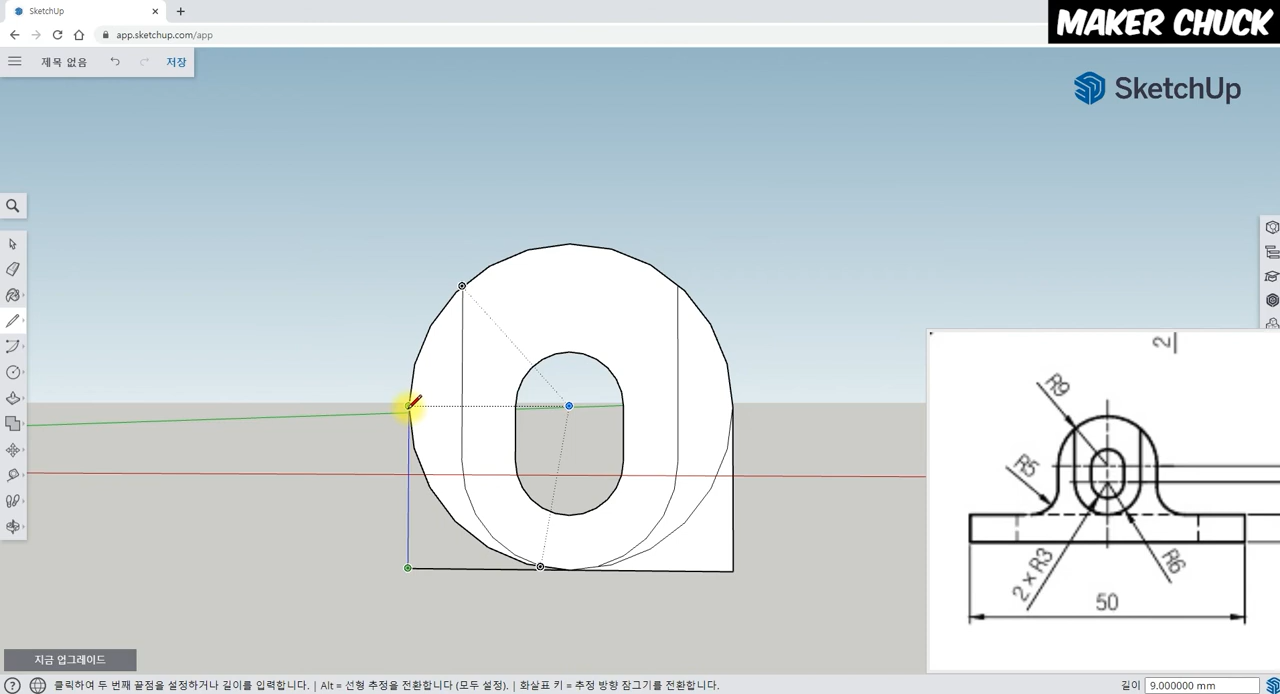 SketchUp
app.sketchup.com/app
MAKER CHUCK
제목 없음
저장
SketchUp
2
R9
R5
2 × R3
R6
50
지금 업그레이드
클릭하여 두 번째 끝점을 설정하거나 길이를 입력합니다. | Alt = 선형 추정을 전환합니다 (모두 설정). | 화살표 키 = 추정 방향 잠그기를 전환합니다.
길이 9.000000 mm